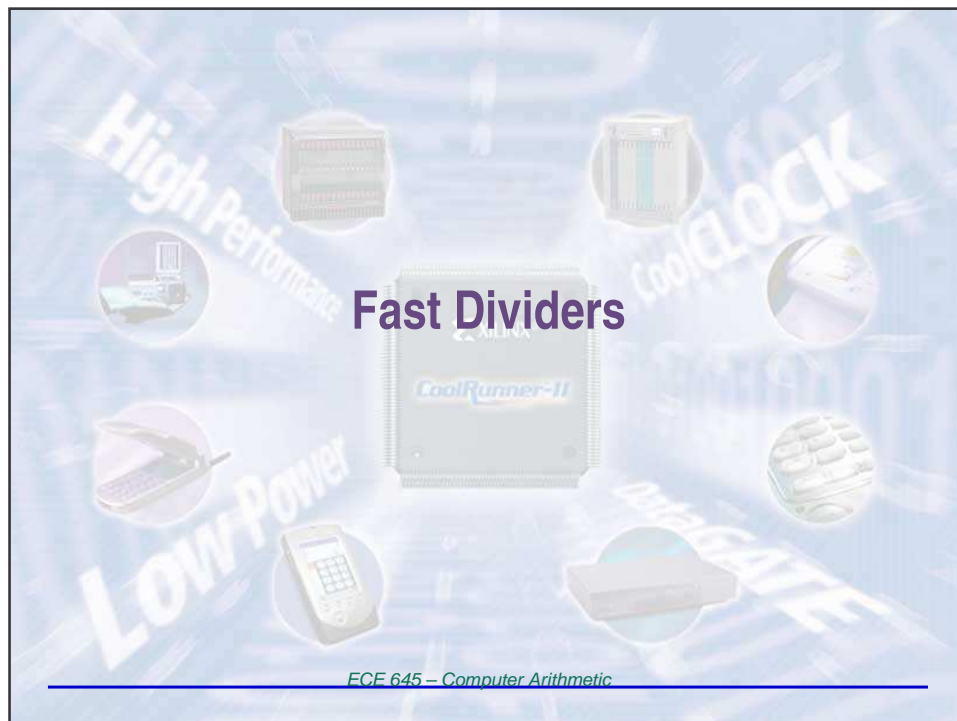 High Performance
CoolCLOCK
Fast Dividers
XILINX
CoolRunner-II
Low Power
DataGATE
ECE 645 – Computer Arithmetic